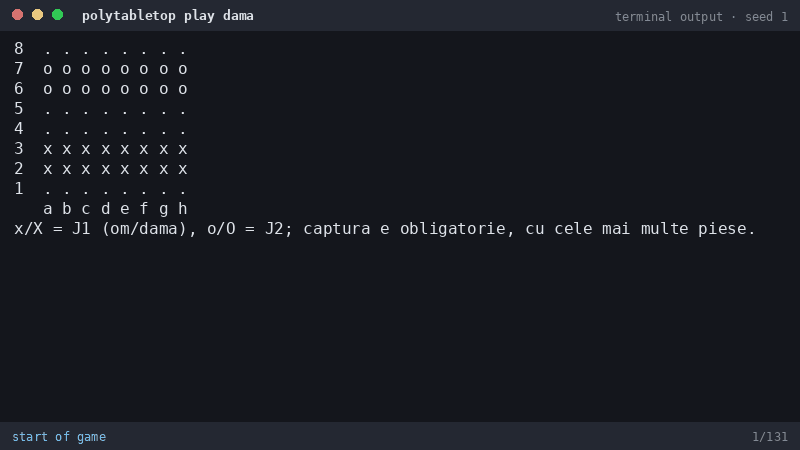 polytabletop play dama
terminal output · seed 1
8 . . . . . . . .
7 o o o o o o o o
6 o o o o o o o o
5 . . . . . . . .
4 . . . . . . . .
3 x x x x x x x x
2 x x x x x x x x
1 . . . . . . . .
a b c d e f g h
x/X = J1 (om/dama), o/O = J2; captura e obligatorie, cu cele mai multe piese.
start of game
1/131